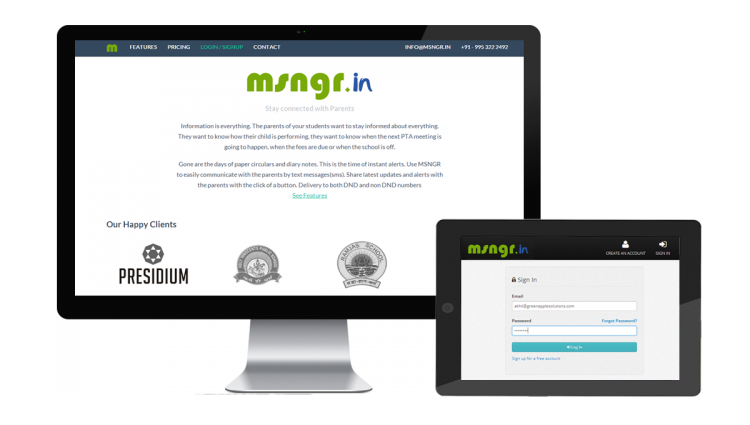 m FEATURES PRICING LOGIN / SIGNUP CONTACT INFO@MSNGR.IN +91 - 995 322 2492
msngr.in
Stay connected with Parents
Information is everything. The parents of your students want to stay informed about everything.
They want to know how their child is performing, they want to know when the next PTA meeting is
going to happen, when the fees are due or when the school is off.
Gone are the days of paper circulars and diary notes. This is the time of instant alerts. Use MSNGR
to easily communicate with the parents by text messages(sms). Share latest updates and alerts with
the parents with the click of a button. Delivery to both DND and non DND numbers
See Features
Our Happy Clients
PRESIDIUM
RAMJAS SCHOOL
msngr.in
CREATE AN ACCOUNT SIGN IN
Sign In
Email
Password Forgot Password?
Log In
Sign up for a free account